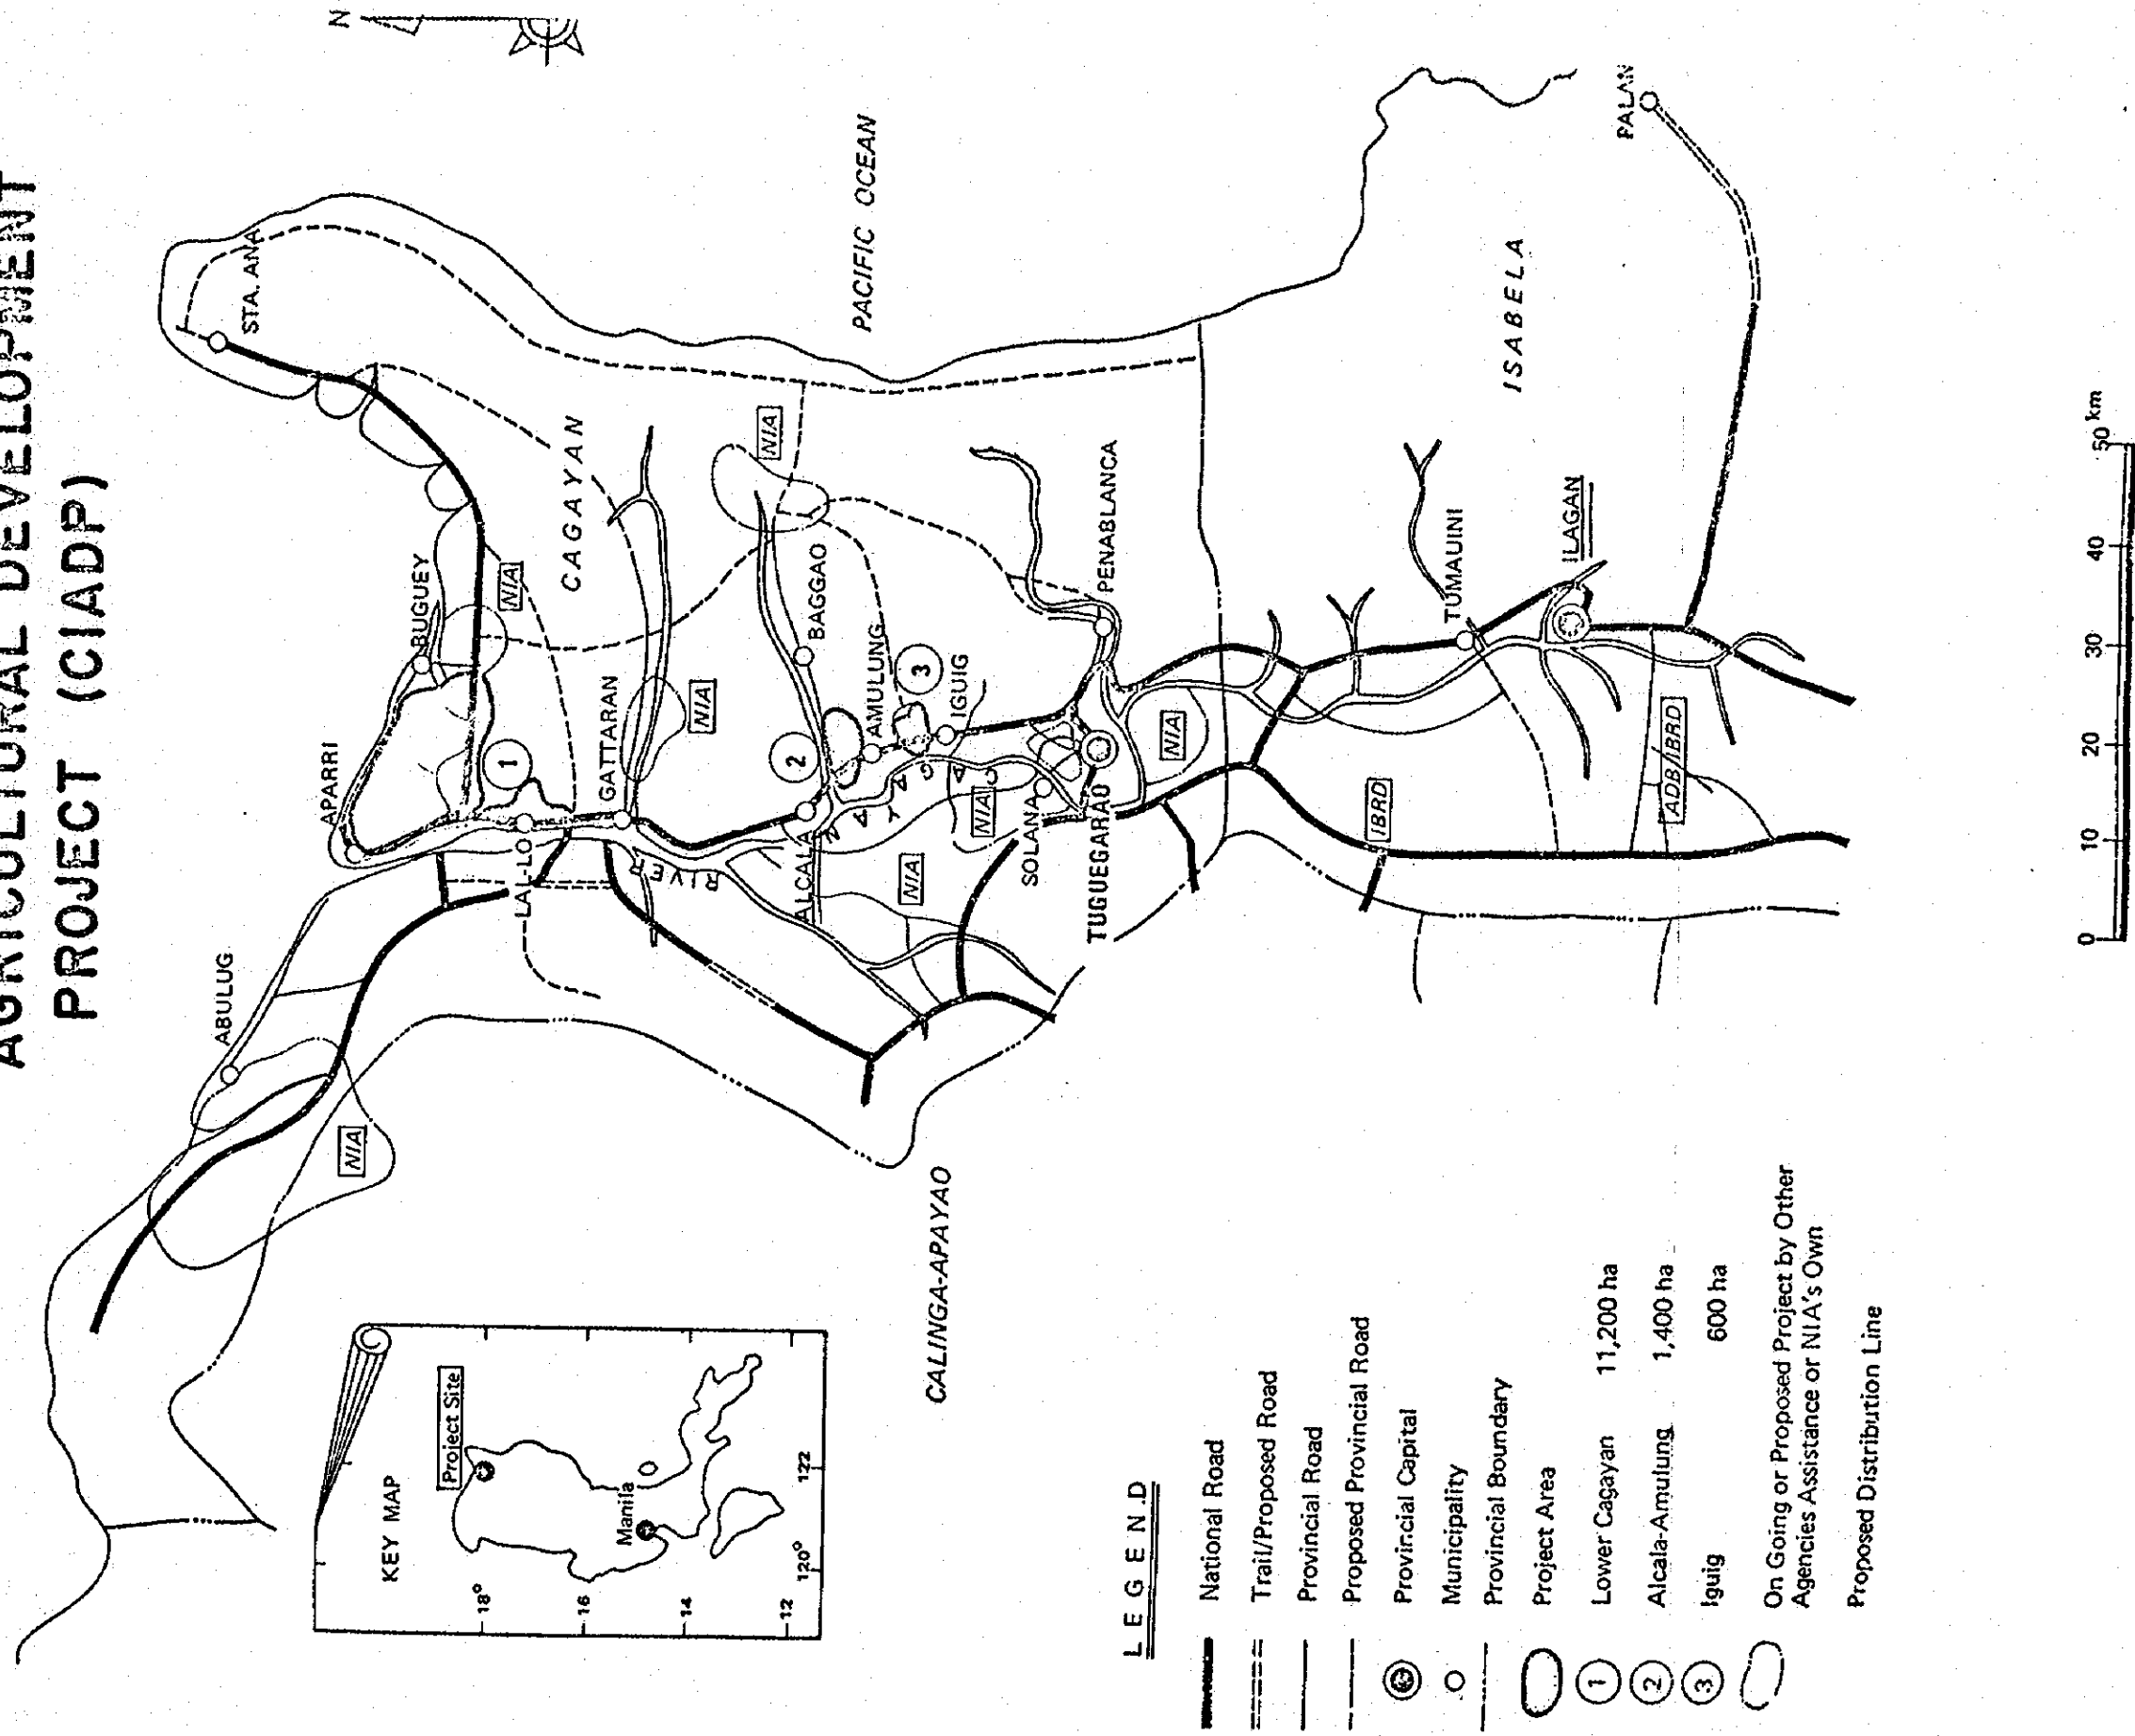 AGRICULTURAL DEVELOPMENT
PROJECT (CIADP)
N
STA. ANA
PACIFIC OCEAN
ABULUG
APARRI
BUGUEY
NIA
CAGAYAN
NIA
1
LAL-LO
GATTARAN
NIA
NIA
RIVER
2
BAGGAO
ALCALA
AMULUNG
3
IGUIG
CAGAYAN
NIA
NIA
SOLANA
TUGUEGARAO
PENABLANCA
NIA
CALINGA-APAYAO
ISABELA
PALAN
TUMAUINI
ILAGAN
IBRD
ADB/IBRD
KEY MAP
Project Site
Manila
18°
16
14
12
120°
122
LEGEND
National Road
Trail/Proposed Road
Provincial Road
Proposed Provincial Road
Provincial Capital
Municipality
Provincial Boundary
Project Area
1 Lower Cagayan 11,200 ha
2 Alcala-Amulung 1,400 ha
3 Iguig 600 ha
On Going or Proposed Project by Other
Agencies Assistance or NIA's Own
Proposed Distribution Line
0 10 20 30 40 50 km